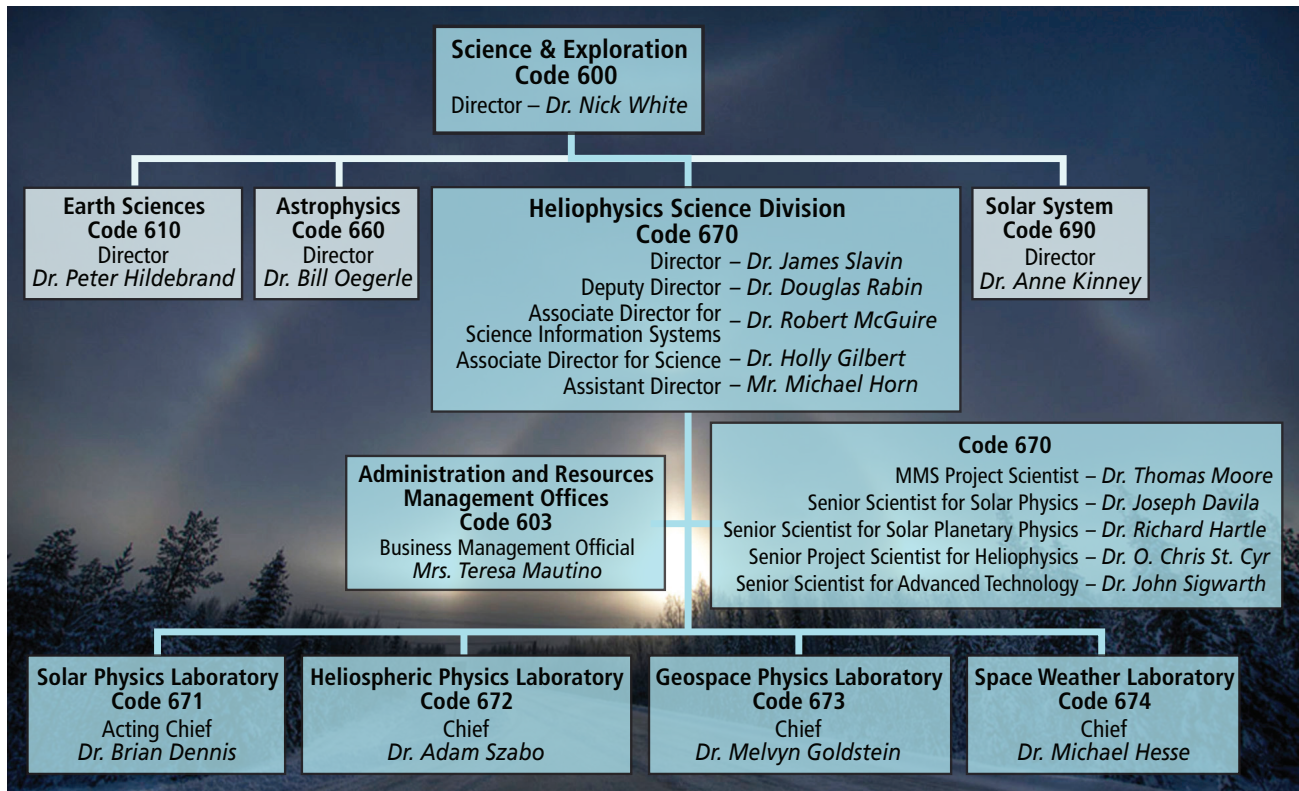 Science & Exploration
Code 600
Director – Dr. Nick White
Earth Sciences
Code 610
Director
Dr. Peter Hildebrand
Astrophysics
Code 660
Director
Dr. Bill Oegerle
Heliophysics Science Division
Code 670
Director – Dr. James Slavin
Deputy Director – Dr. Douglas Rabin
Associate Director for
Science Information Systems – Dr. Robert McGuire
Associate Director for Science – Dr. Holly Gilbert
Assistant Director – Mr. Michael Horn
Solar System
Code 690
Director
Dr. Anne Kinney
Administration and Resources
Management Offices
Code 603
Business Management Official
Mrs. Teresa Mautino
Code 670
MMS Project Scientist – Dr. Thomas Moore
Senior Scientist for Solar Physics – Dr. Joseph Davila
Senior Scientist for Solar Planetary Physics – Dr. Richard Hartle
Senior Project Scientist for Heliophysics – Dr. O. Chris St. Cyr
Senior Scientist for Advanced Technology – Dr. John Sigwarth
Solar Physics Laboratory
Code 671
Acting Chief
Dr. Brian Dennis
Heliospheric Physics Laboratory
Code 672
Chief
Dr. Adam Szabo
Geospace Physics Laboratory
Code 673
Chief
Dr. Melvyn Goldstein
Space Weather Laboratory
Code 674
Chief
Dr. Michael Hesse